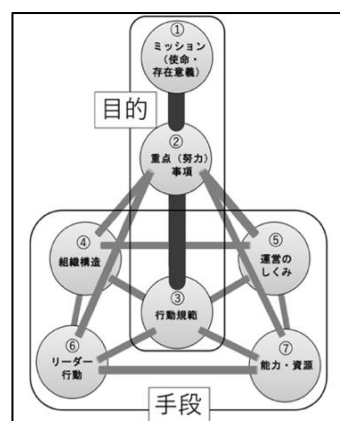 ①
ミッション
（使命・
存在意義）
目的
②
重点（努力）
事項
④
組織構造
⑤
運営の
しくみ
③
行動規範
⑥
リーダー
行動
⑦
能力・資源
手段